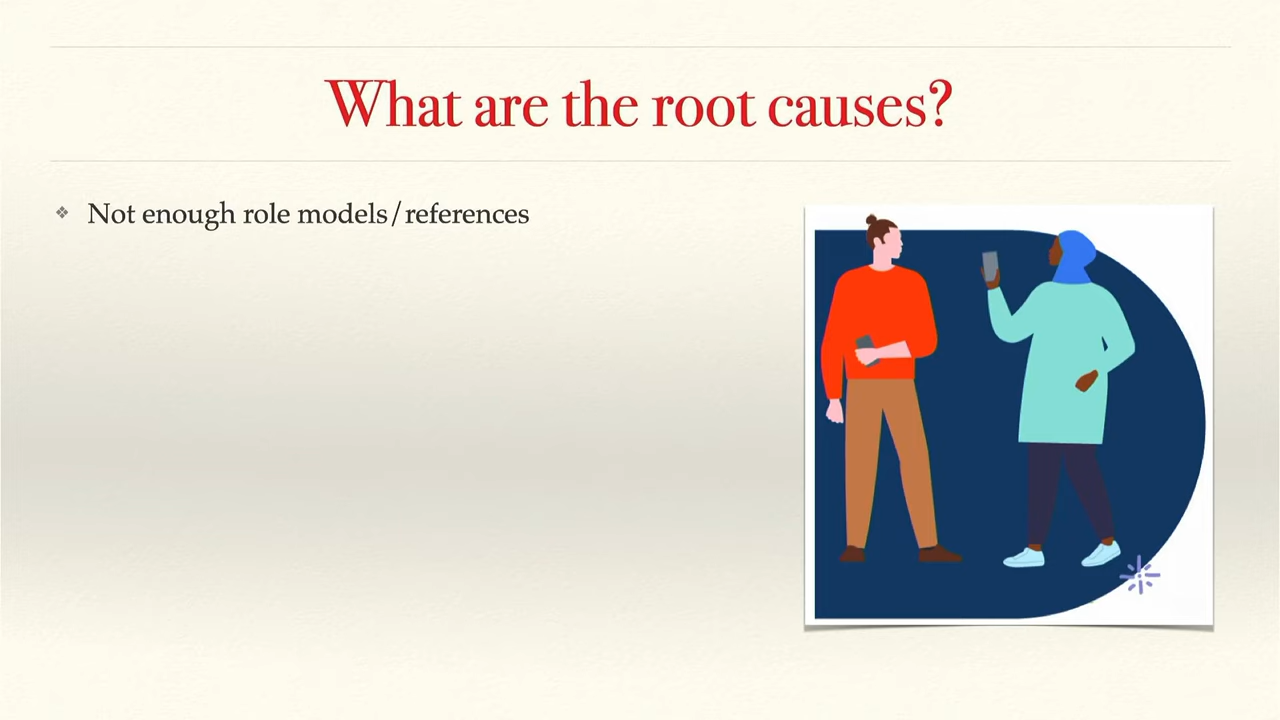 What are the root causes?
❖ Not enough role models/references